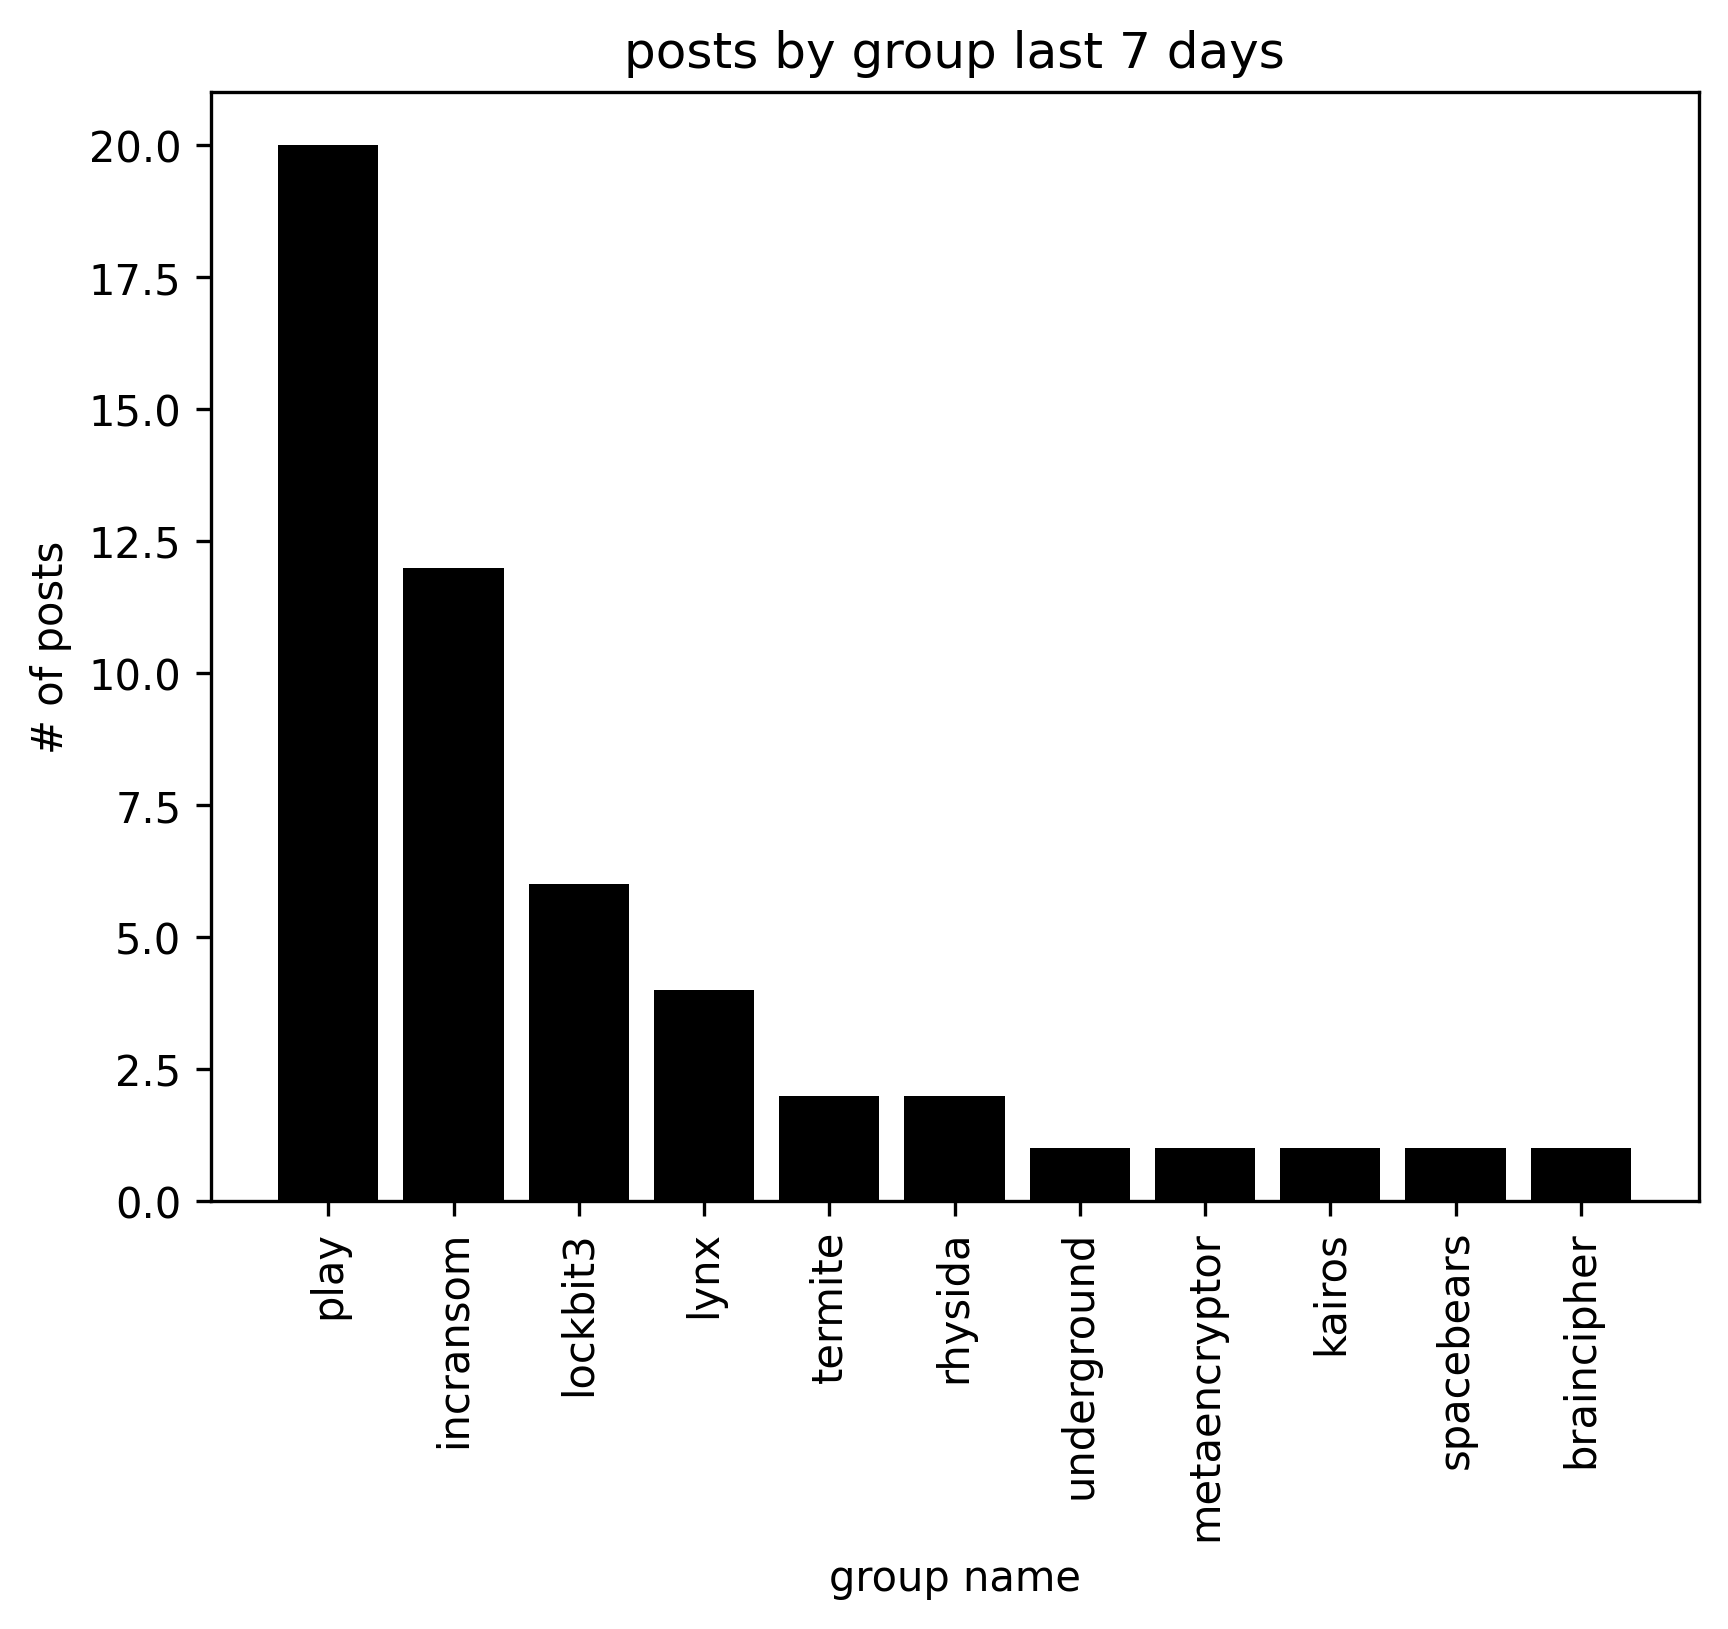 posts by group last 7 days
# of posts
20.0
17.5
15.0
12.5
10.0
7.5
5.0
2.5
0.0
play
incransom
lockbit3
lynx
termite
rhysida
underground
metaencryptor
kairos
spacebears
braincipher
group name